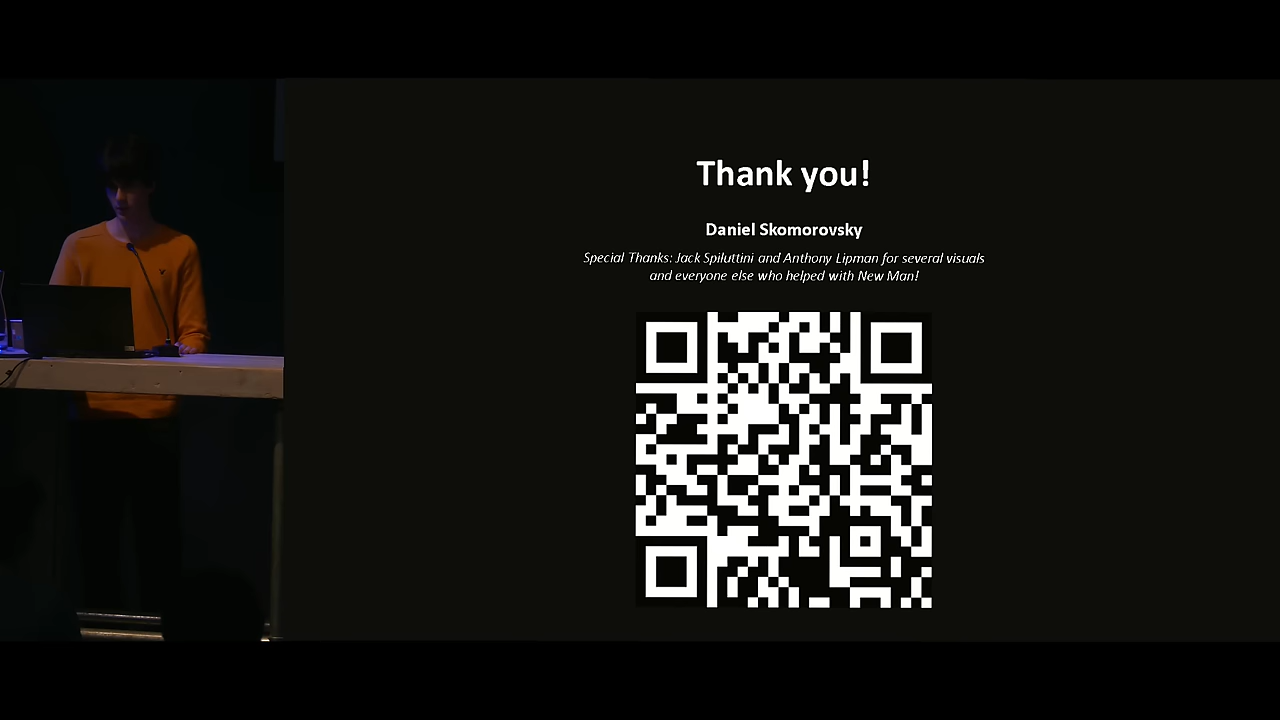 Thank you!
Daniel Skomorovsky
Special Thanks: Jack Spiluttini and Anthony Lipman for several visuals
and everyone else who helped with New Man!